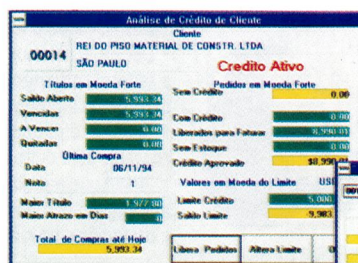 Análise de Crédito de Cliente
Cliente
00014
REI DO PISO MATERIAL DE CONSTR. LTDA
SÃO PAULO
Credito Ativo
Títulos em Moeda Forte
Saldo Aberto 5,993.34
Vencidas 5,993.34
A Vencer 0.00
Quitadas 0.00
Última Compra
Data 06/11/94
Nota 1
Maior Título 1,977.80
Maior Atrazo em Dias 0
Total de Compras até Hoje
5,993.34
Pedidos em Moeda Forte
Sem Crédito 0.00
Com Crédito 0.00
Liberados para Faturar 8,990.01
Sem Estoque 0.00
Crédito Aprovado
Valores em Moeda do Limite
Limite Crédito
Saldo Limite
Libera Pedidos
Altera Limite